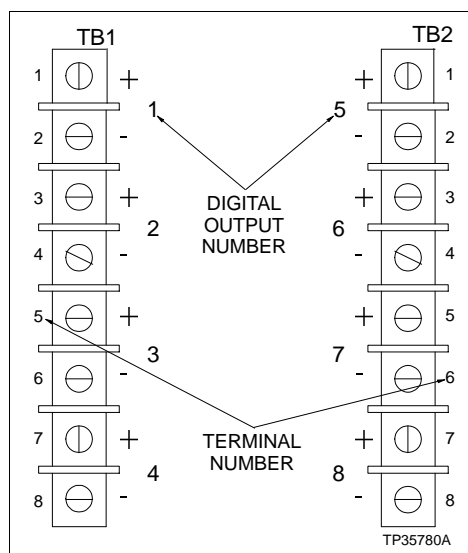 TB1 TB2
1 + + 1
1 5
2 - - 2
DIGITAL
OUTPUT
NUMBER
3 + + 3
2 6
4 - - 4
5 + + 5
3 7
6 - - 6
TERMINAL
NUMBER
7 + + 7
4 8
8 - - 8
TP35780A